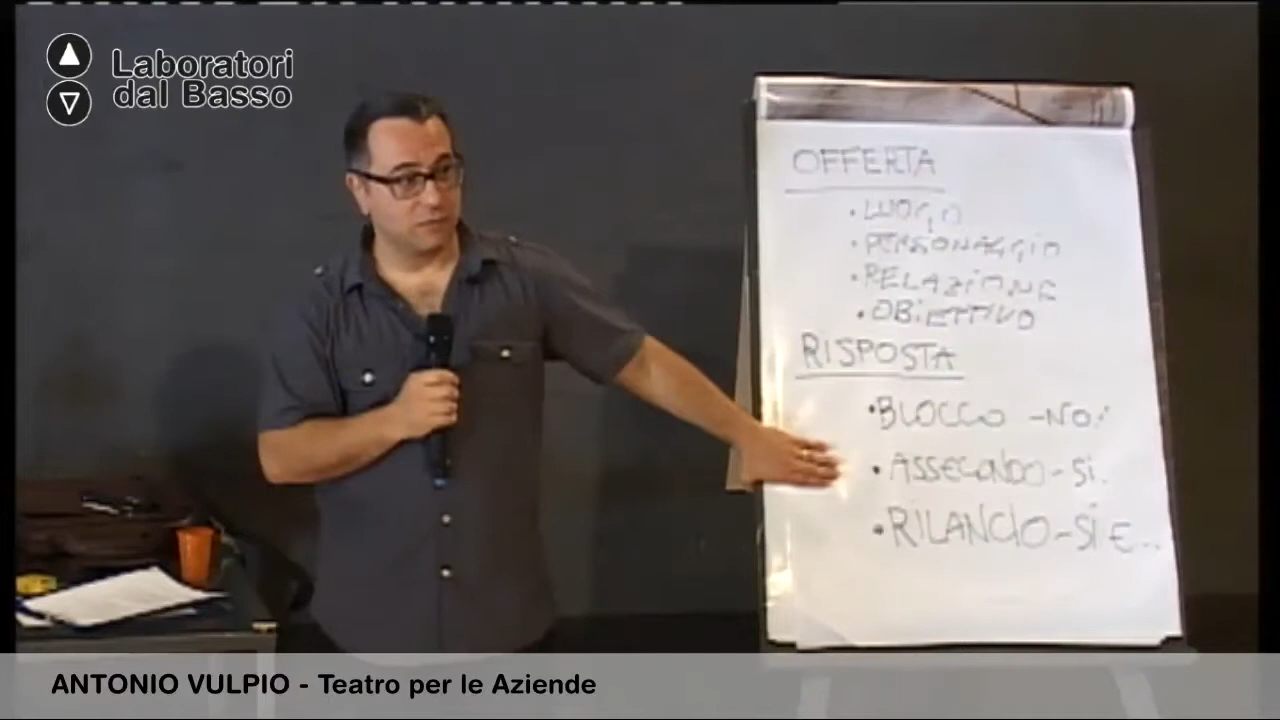 Laboratori
dal Basso
OFFERTA
• LUOGO
• PERSONAGGIO
• RELAZIONE
• OBIETTIVO
RISPOSTA
• BLOCCO - NO!
• ASSECONDO - SI.
• RILANCIO - SÌ E...
ANTONIO VULPIO - Teatro per le Aziende